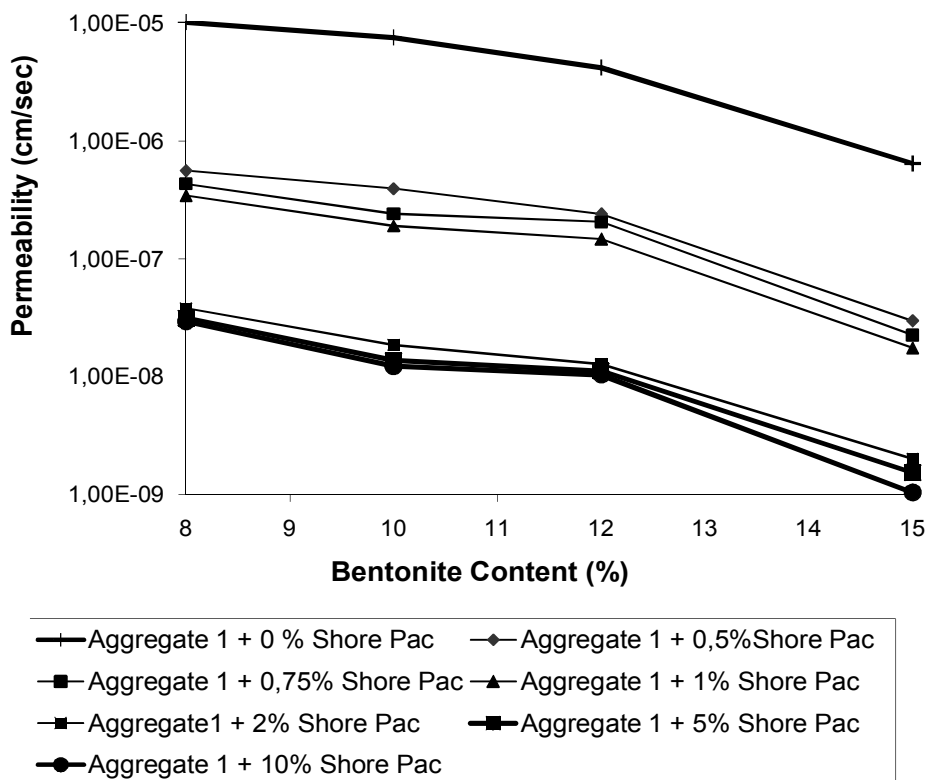 1,00E-05
1,00E-06
1,00E-07
1,00E-08
1,00E-09
Permeability (cm/sec)
8 9 10 11 12 13 14 15
Bentonite Content (%)
Aggregate 1 + 0 % Shore Pac
Aggregate 1 + 0,5%Shore Pac
Aggregate 1 + 0,75% Shore Pac
Aggregate 1 + 1% Shore Pac
Aggregate1 + 2% Shore Pac
Aggregate 1 + 5% Shore Pac
Aggregate 1 + 10% Shore Pac